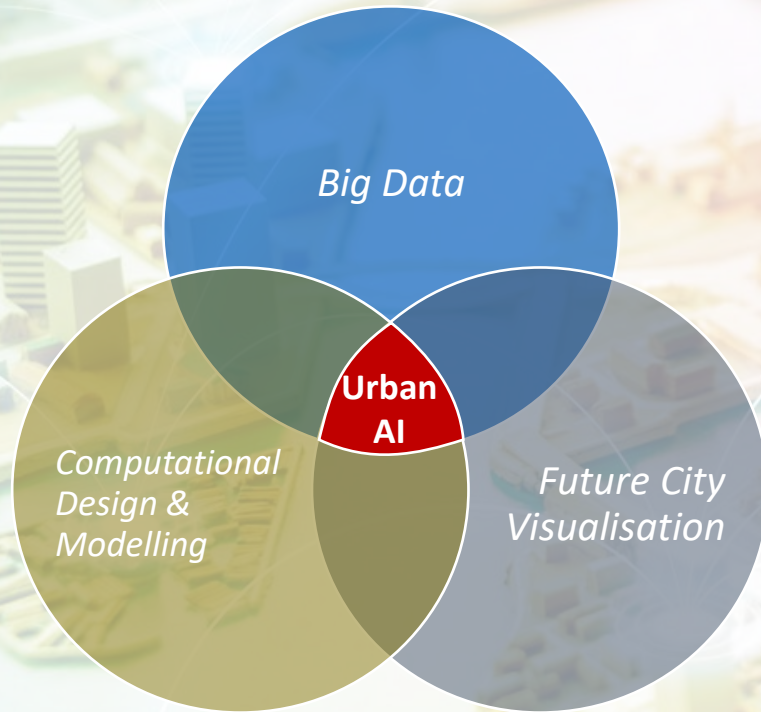 Big Data
Urban
AI
Computational
Design &
Modelling
Future City
Visualisation